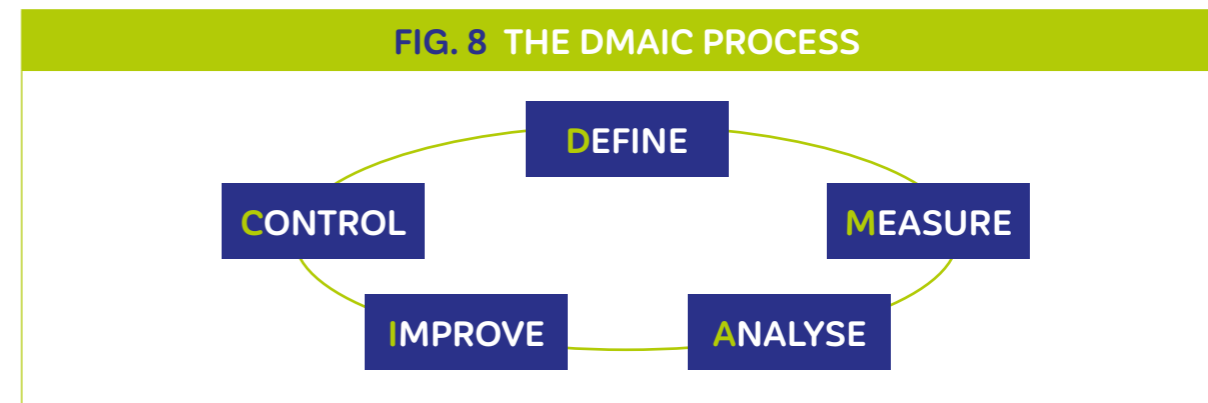 FIG. 8 THE DMAIC PROCESS
DEFINE
CONTROL
MEASURE
IMPROVE
ANALYSE